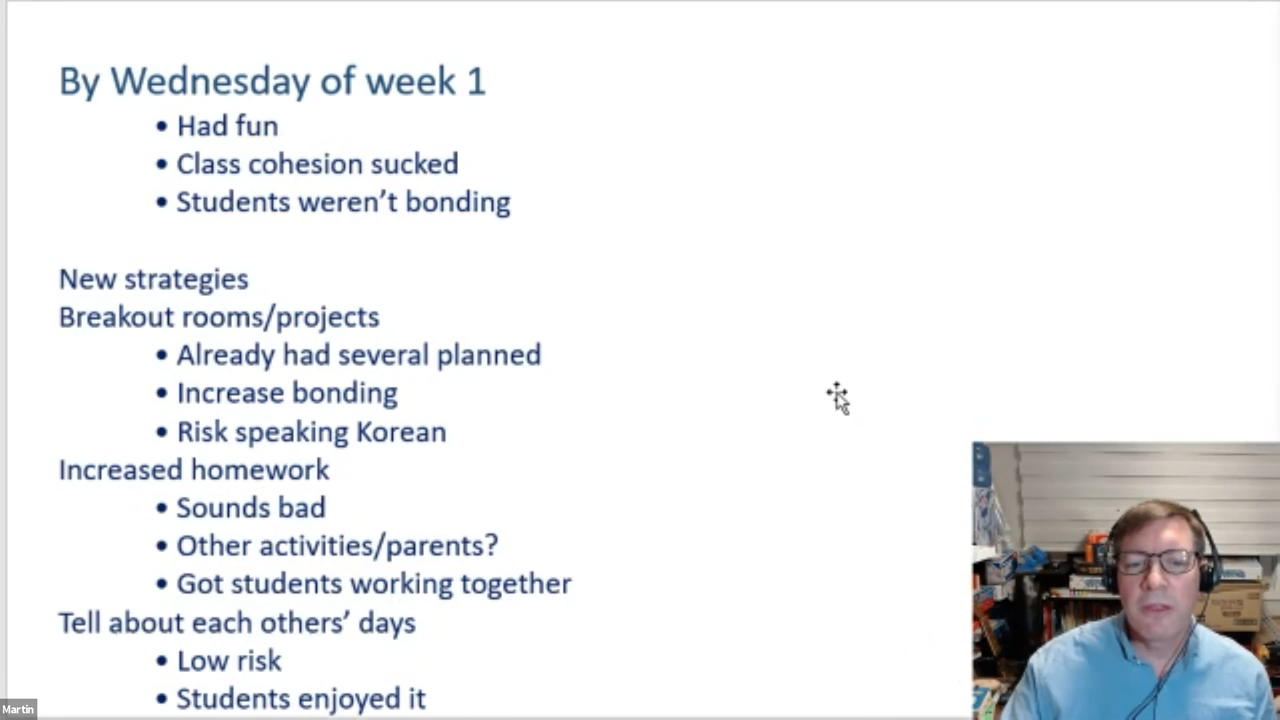 By Wednesday of week 1
• Had fun
• Class cohesion sucked
• Students weren’t bonding
New strategies
Breakout rooms/projects
• Already had several planned
• Increase bonding
• Risk speaking Korean
Increased homework
• Sounds bad
• Other activities/parents?
• Got students working together
Tell about each others’ days
• Low risk
• Students enjoyed it
Martin